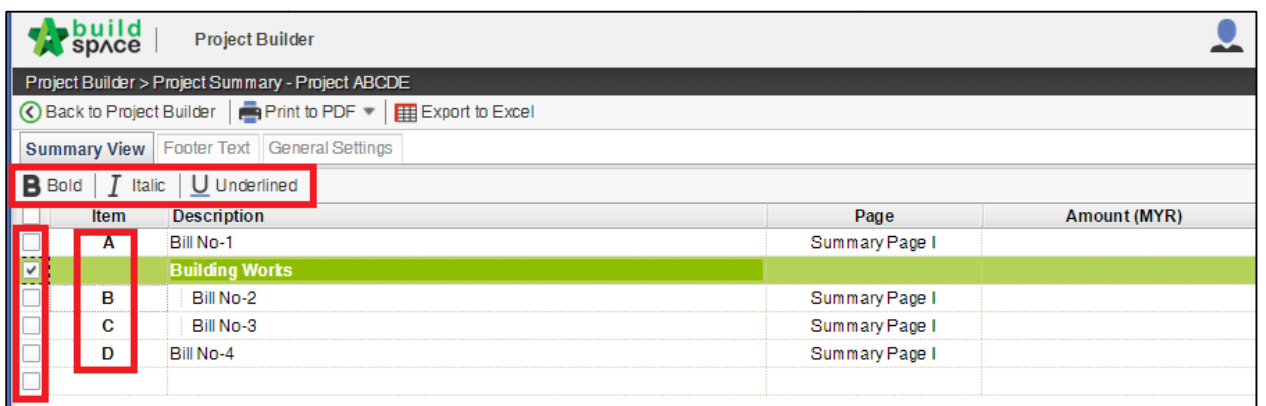 build
spʌce
Project Builder
Project Builder > Project Summary - Project ABCDE
Back to Project Builder Print to PDF Export to Excel
Summary View Footer Text General Settings
B Bold I Italic U Underlined
Item Description Page Amount (MYR)
A Bill No-1 Summary Page I
Building Works
B Bill No-2 Summary Page I
C Bill No-3 Summary Page I
D Bill No-4 Summary Page I